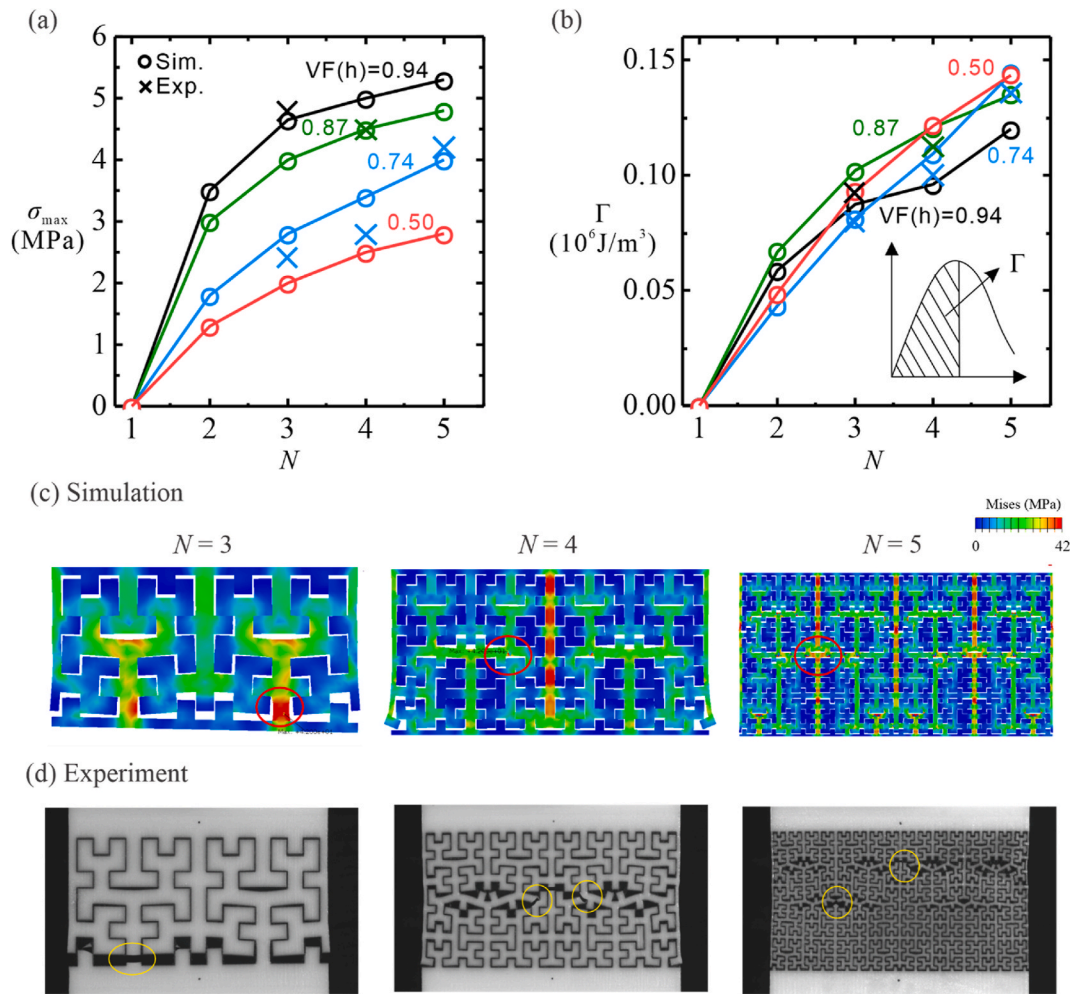 (a)
6
5
4
3
2
1
0
σmax
(MPa)
Sim.
Exp.
VF(h)=0.94
0.87
0.74
0.50
1 2 3 4 5
N
(b)
0.15
0.10
0.05
0.00
Γ
(10⁶J/m³)
0.50
0.87
0.74
VF(h)=0.94
Γ
1 2 3 4 5
N
(c) Simulation
Mises (MPa)
0 42
N = 3 N = 4 N = 5
(d) Experiment